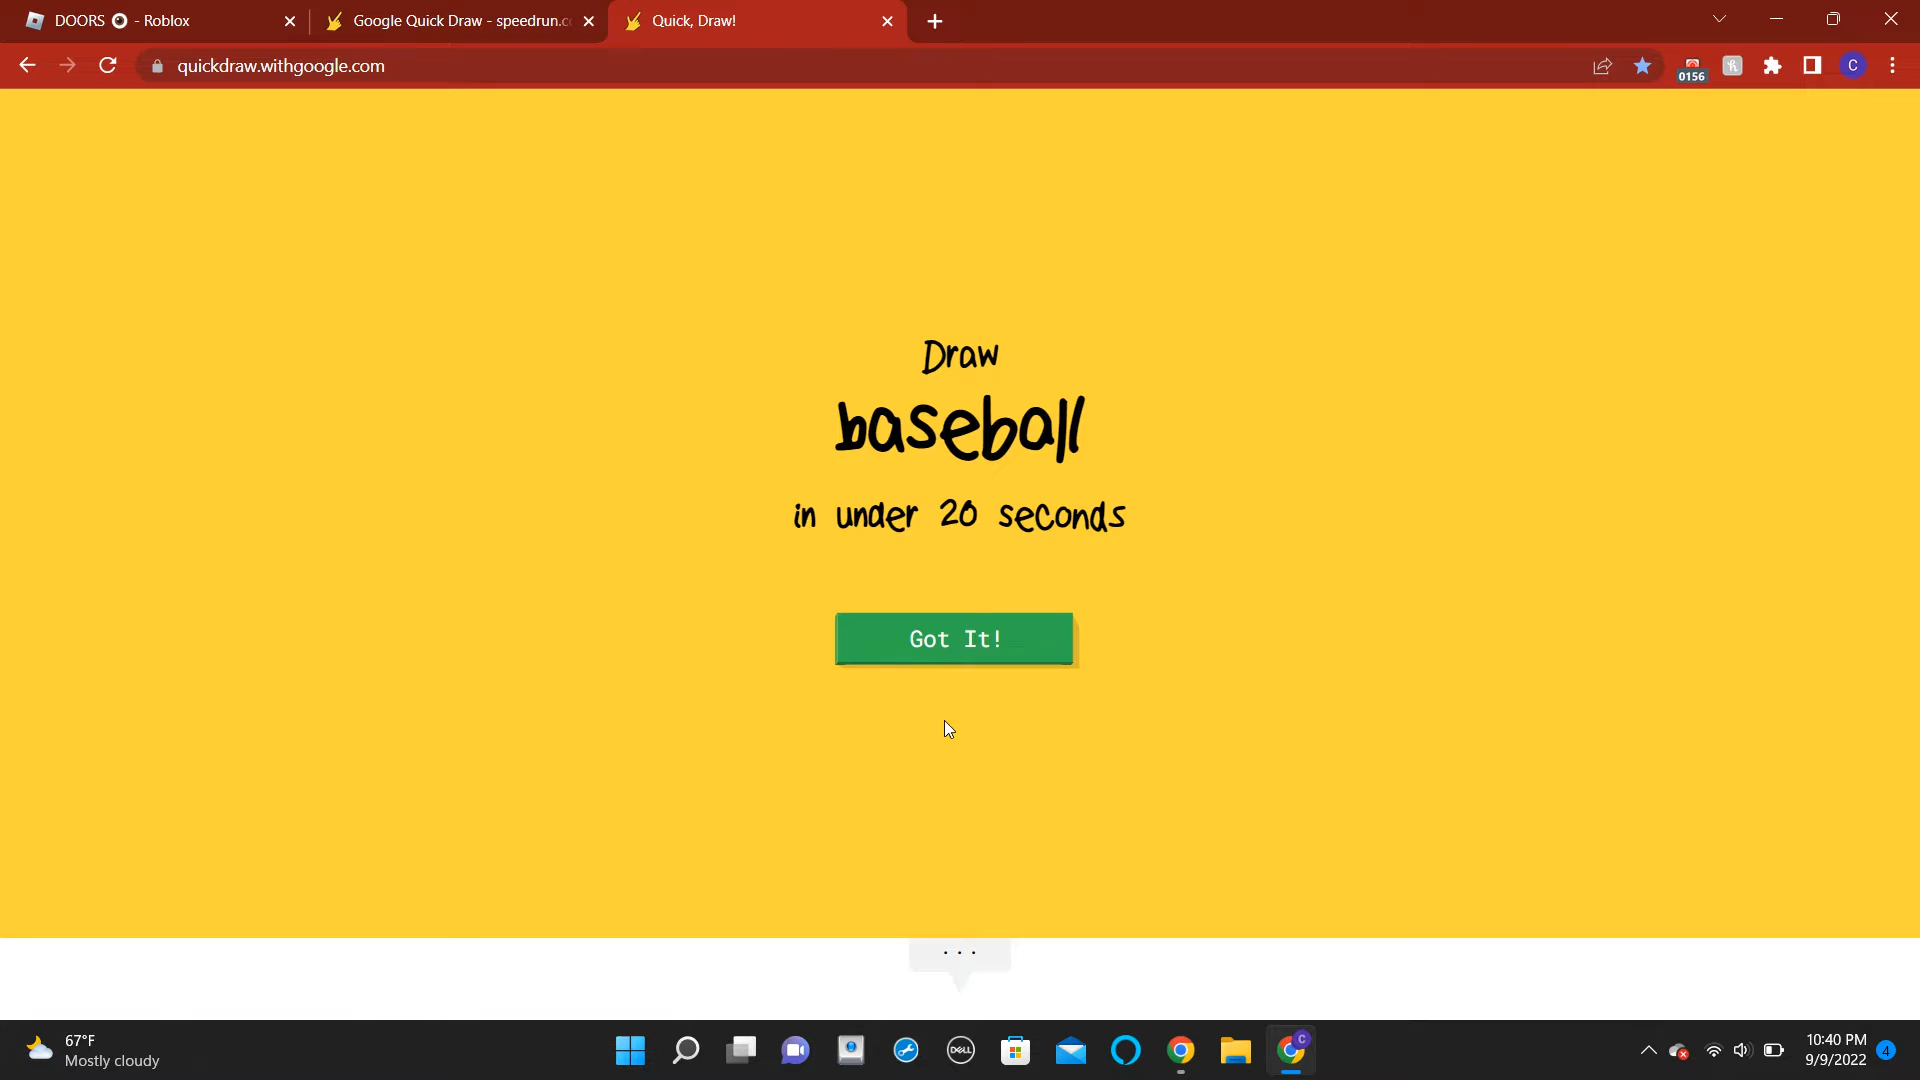 DOORS - Roblox
Google Quick Draw - speedrun.c
Quick, Draw!
quickdraw.withgoogle.com
0156
C
Draw
baseball
in under 20 seconds
Got It!
...
67°F
Mostly cloudy
DELL
C
10:40 PM
9/9/2022
4